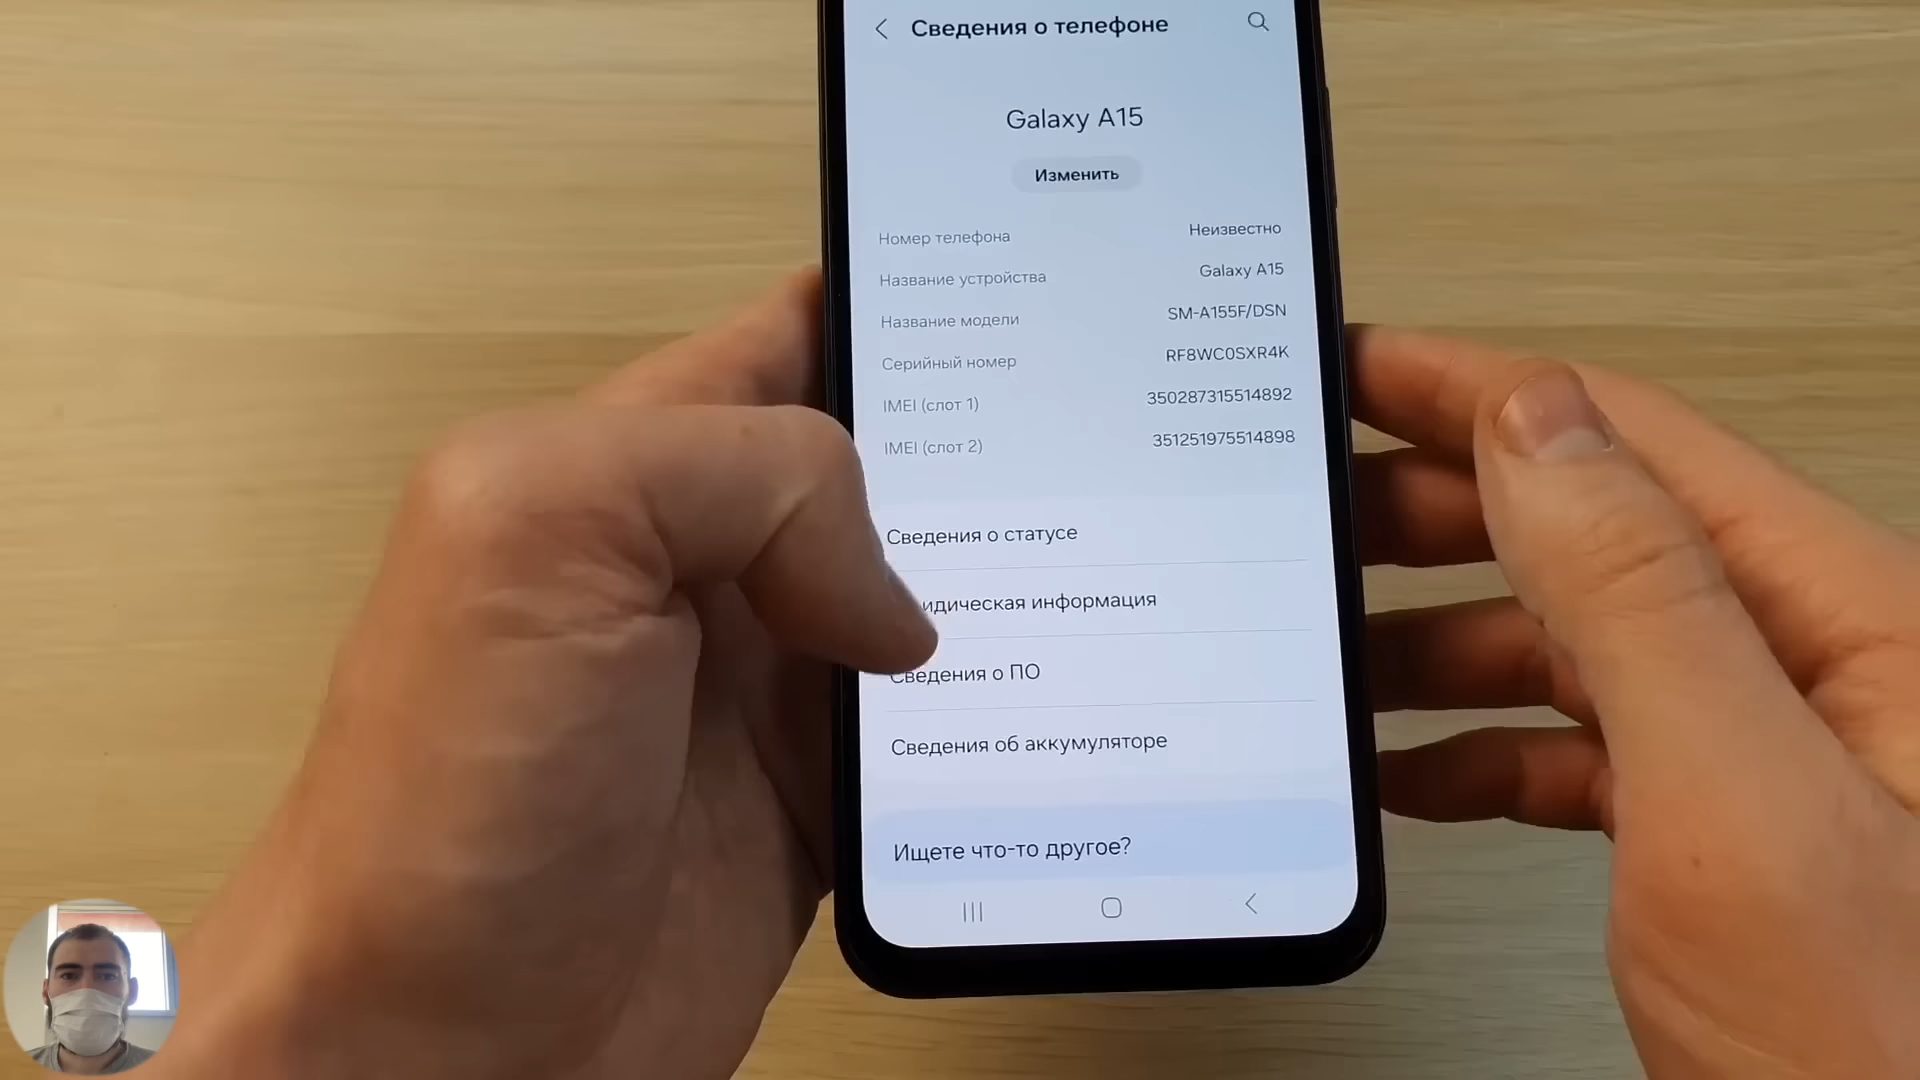 Сведения о телефоне
Galaxy A15
Изменить
Номер телефона Неизвестно
Название устройства Galaxy A15
Название модели SM-A155F/DSN
Серийный номер RF8WC0SXR4K
IMEI (слот 1) 350287315514892
IMEI (слот 2) 351251975514898
Сведения о статусе
информация
Сведения о ПО
Сведения об аккумуляторе
Ищете что-то другое?